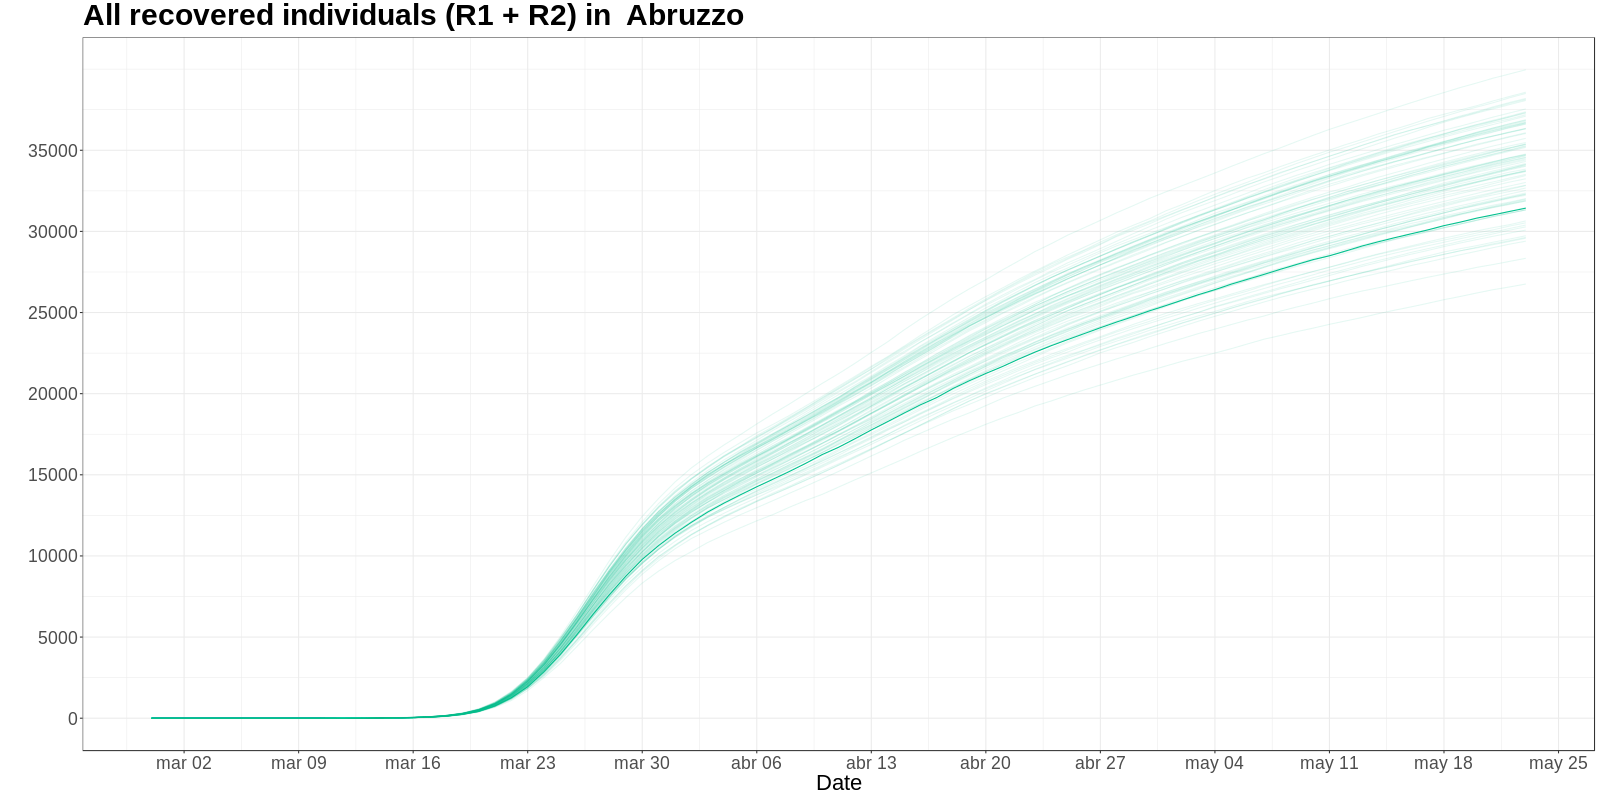 All recovered individuals (R1 + R2) in  Abruzzo
35000
30000
25000
20000
15000
10000
5000
0
mar 02 mar 09 mar 16 mar 23 mar 30 abr 06 abr 13 abr 20 abr 27 may 04 may 11 may 18 may 25
Date